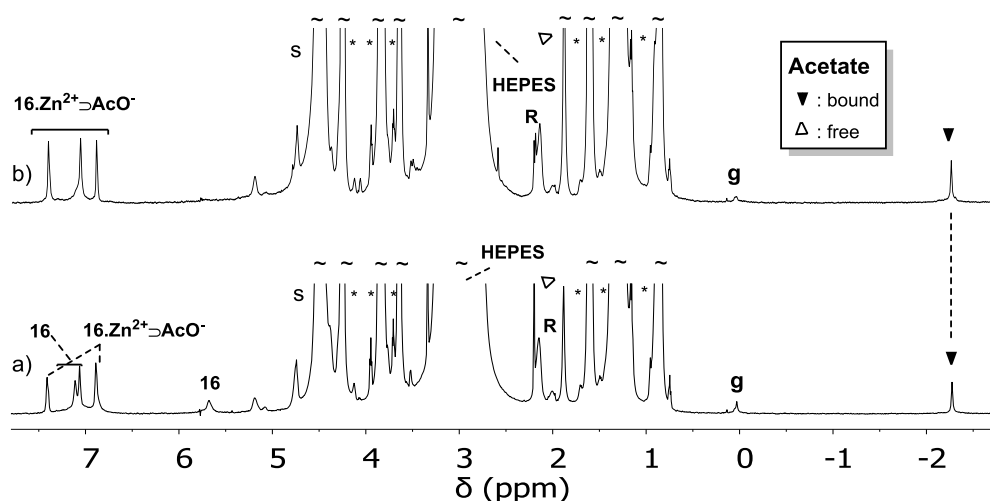 ~ ~ ~ ~ ~ ~ ~ ~ ~
s * * * * * *
16.Zn²⁺⊃AcO⁻
HEPES
R
b)
g
Acetate
▼ : bound
▽ : free
HEPES
~ ~ ~ ~ ~ ~ ~ ~
s * * * * * *
16.Zn²⁺⊃AcO⁻
16
R
a)
16
g
7 6 5 4 3 2 1 0 -1 -2
δ (ppm)